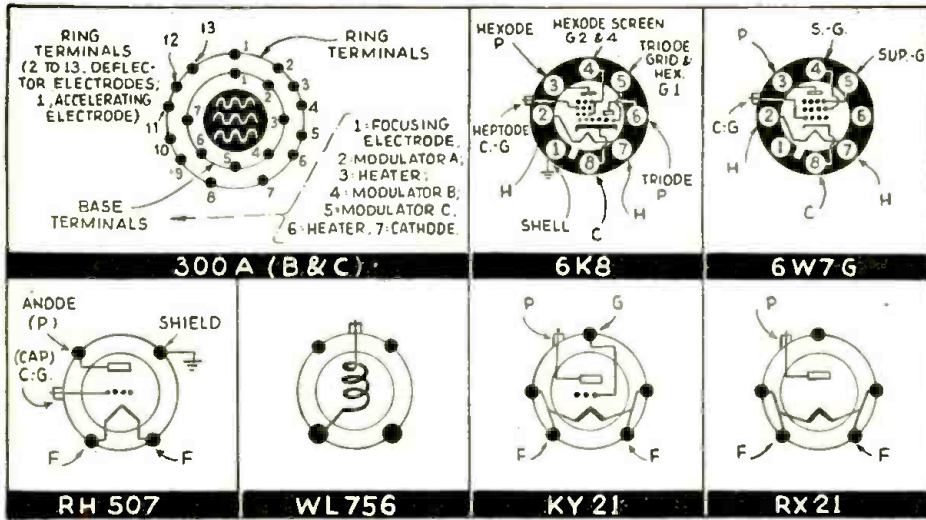 RING
TERMINALS
(2 TO 13, DEFLEC-
TOR ELECTRODES;
1, ACCELERATING
ELECTRODE)
12
13
1
RING
TERMINALS
2
3
4
5
6
7
8
9
10
11
1
2
3
4
5
6
7
BASE
TERMINALS
1=FOCUSING
ELECTRODE,
2=MODULATOR A;
3=HEATER;
4=MODULATOR B;
5=MODULATOR C,
6=HEATER, 7=CATHODE.
300A (B&C)
HEXODE
P
HEXODE SCREEN
G2 & 4
TRIODE
GRID &
HEX.
G1
HEPTODE
C.-G
H
SHELL
C
H
TRIODE
P
1
2
3
4
5
6
7
8
6K8
P
S.-G.
SUP.-G
C.-G
H
C
H
1
2
3
4
5
6
7
8
6W7G
ANODE
(P)
SHIELD
(CAP)
C.G.
F
F
RH 507
WL756
P
G
F
F
KY 21
P
F
F
RX21